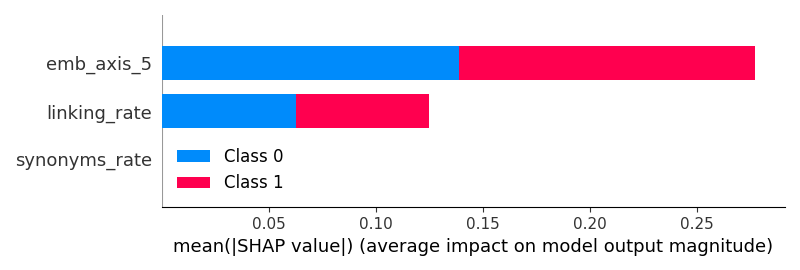 emb_axis_5
linking_rate
synonyms_rate
Class 0
Class 1
0.05 0.10 0.15 0.20 0.25
mean(|SHAP value|) (average impact on model output magnitude)